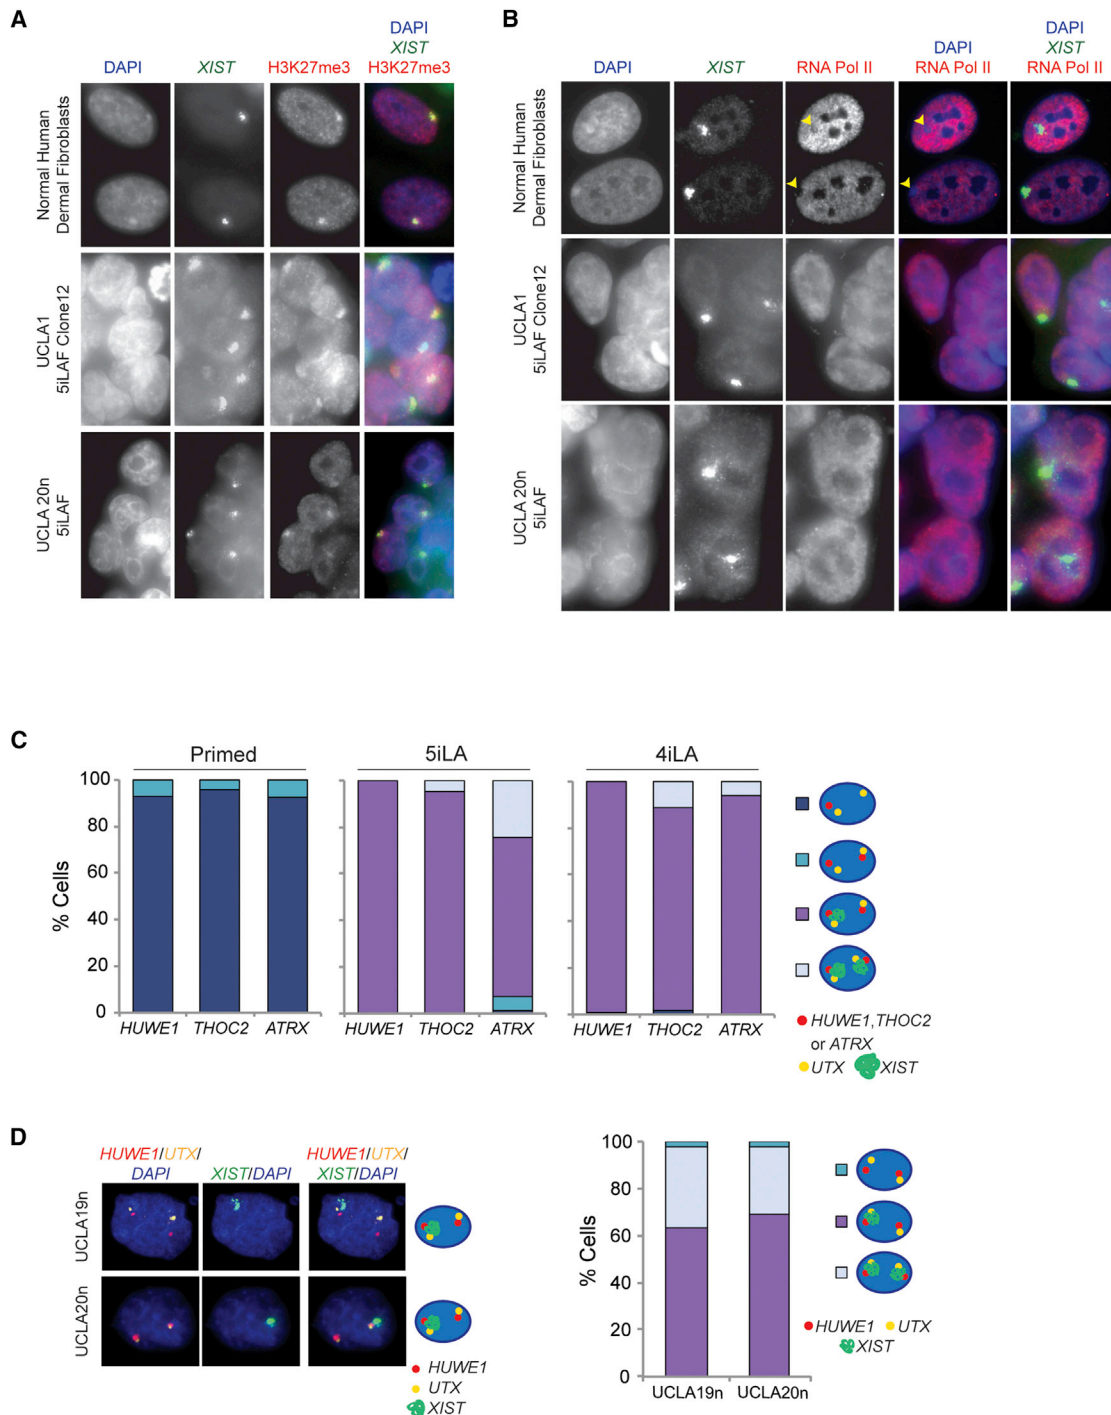 A
DAPI
XIST
H3K27me3
DAPI
XIST
H3K27me3
Normal Human
Dermal Fibroblasts
UCLA1
5iLAF Clone12
UCLA 20n
5iLAF
B
DAPI
XIST
RNA Pol II
DAPI
RNA Pol II
DAPI
XIST
RNA Pol II
Normal Human
Dermal Fibroblasts
UCLA1
5iLAF Clone12
UCLA 20n
5iLAF
C
Primed
5iLA
4iLA
% Cells
100
80
60
40
20
0
HUWE1
THOC2
ATRX
HUWE1
THOC2
ATRX
HUWE1
THOC2
ATRX
HUWE1,THOC2
or ATRX
UTX
XIST
D
HUWE1/UTX/
DAPI
XIST/DAPI
HUWE1/UTX/
XIST/DAPI
UCLA19n
UCLA20n
HUWE1
UTX
XIST
% Cells
100
80
60
40
20
0
UCLA19n
UCLA20n
HUWE1
UTX
XIST